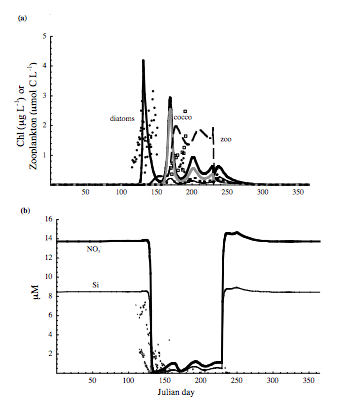 (a)
Chl (µg L⁻¹) or
Zooplankton (µmol C L⁻¹)
5
4
3
2
1
diatoms
cocco
zoo
50 100 150 200 250 300 350
(b)
µM
16
14
12
10
8
6
4
2
NO₃
Si
50 100 150 200 250 300 350
Julian day